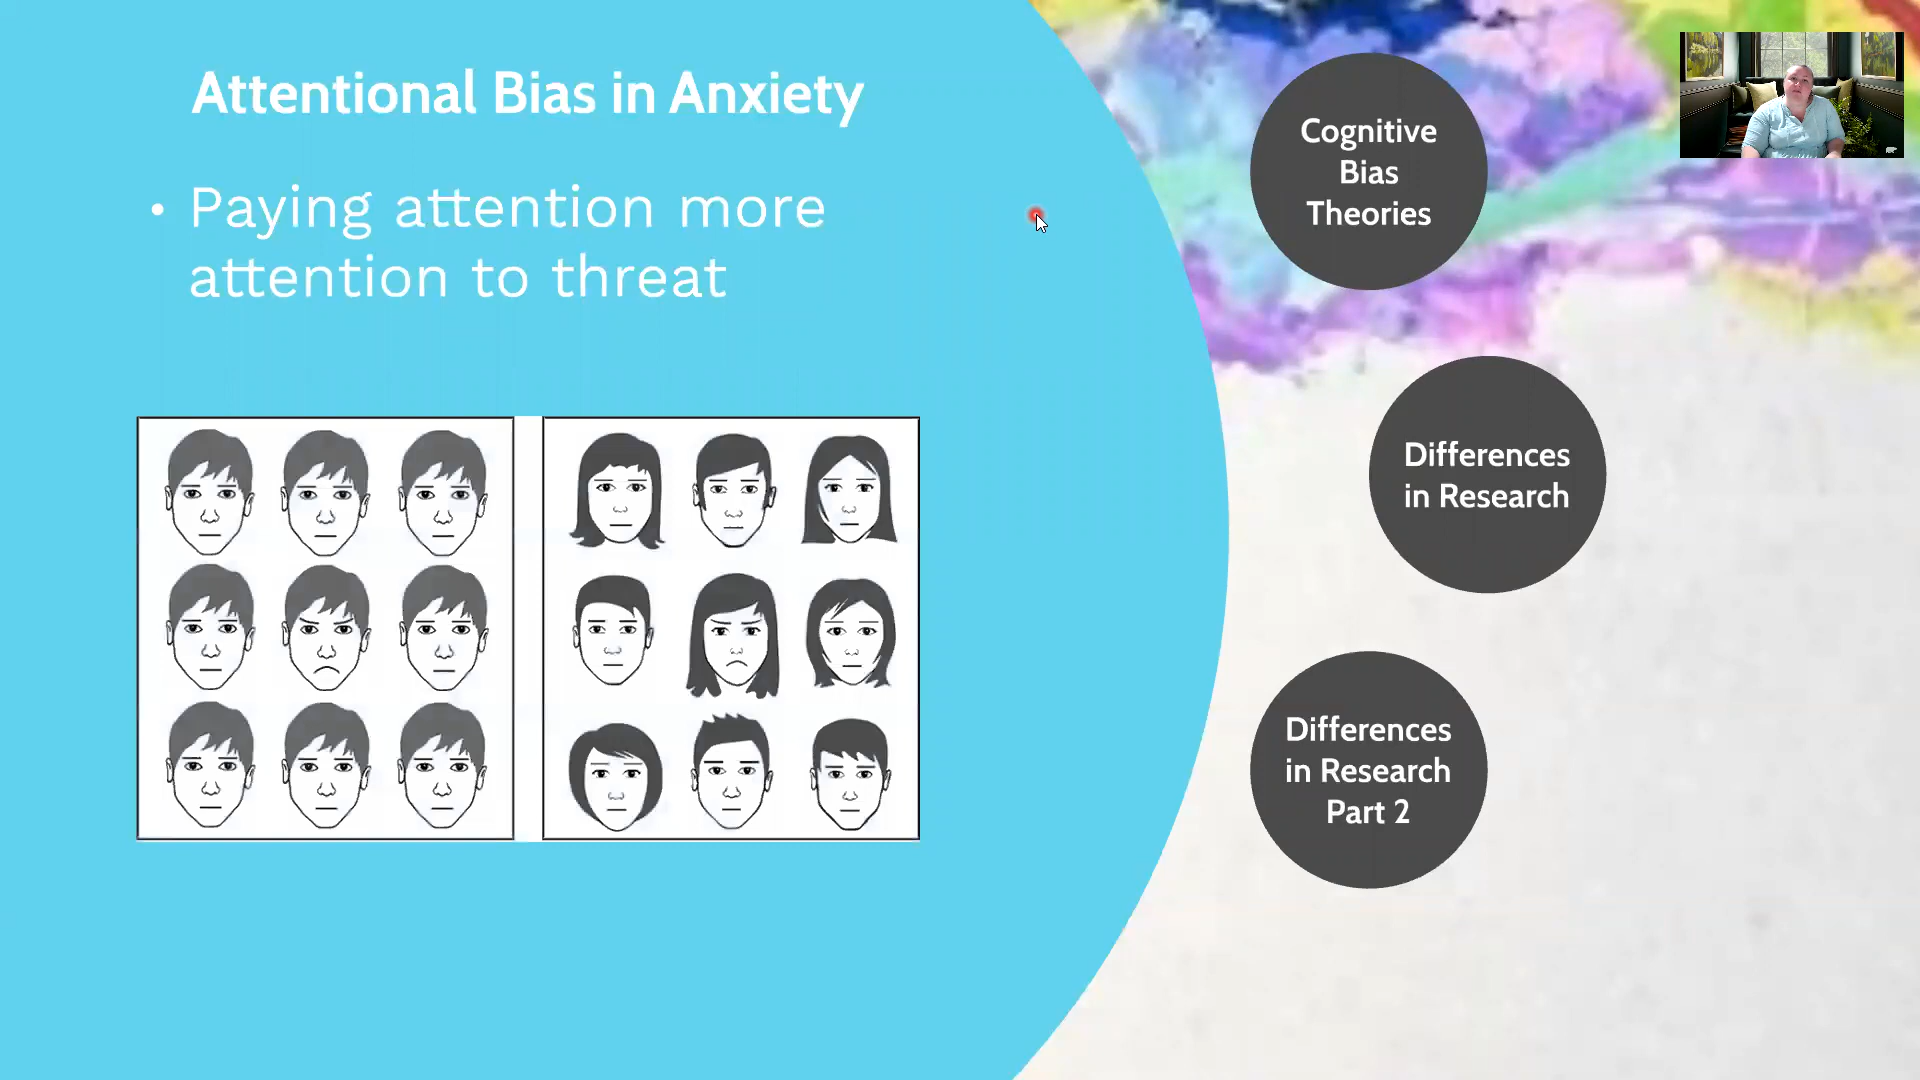 Attentional Bias in Anxiety
• Paying attention more
attention to threat
Cognitive
Bias
Theories
Differences
in Research
Differences
in Research
Part 2